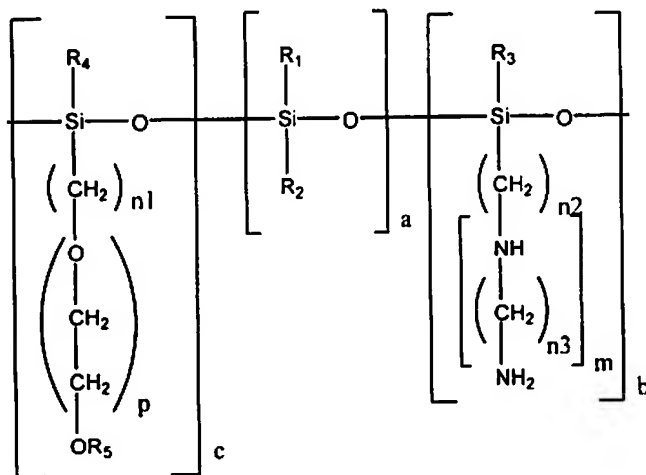 R4 R1 R3
Si O Si O Si O
(CH2)n1 R2 (CH2)n2
a
O NH
CH2 (CH2)n3
m
CH2 p NH2
b
OR5 c